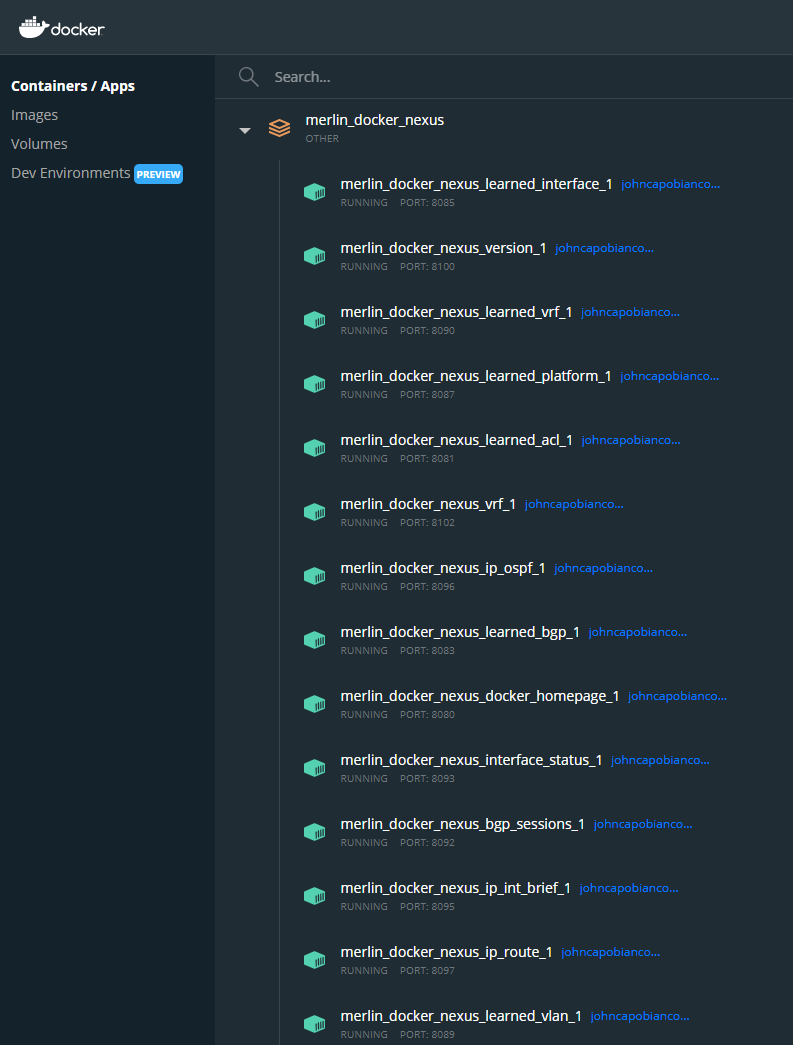 docker
Containers / Apps
Images
Volumes
Dev Environments PREVIEW
Search...
merlin_docker_nexus
OTHER
merlin_docker_nexus_learned_interface_1 johncapobianco...
RUNNING PORT: 8085
merlin_docker_nexus_version_1 johncapobianco...
RUNNING PORT: 8100
merlin_docker_nexus_learned_vrf_1 johncapobianco...
RUNNING PORT: 8090
merlin_docker_nexus_learned_platform_1 johncapobianco...
RUNNING PORT: 8087
merlin_docker_nexus_learned_acl_1 johncapobianco...
RUNNING PORT: 8081
merlin_docker_nexus_vrf_1 johncapobianco...
RUNNING PORT: 8102
merlin_docker_nexus_ip_ospf_1 johncapobianco...
RUNNING PORT: 8096
merlin_docker_nexus_learned_bgp_1 johncapobianco...
RUNNING PORT: 8083
merlin_docker_nexus_docker_homepage_1 johncapobianco...
RUNNING PORT: 8080
merlin_docker_nexus_interface_status_1 johncapobianco...
RUNNING PORT: 8093
merlin_docker_nexus_bgp_sessions_1 johncapobianco...
RUNNING PORT: 8092
merlin_docker_nexus_ip_int_brief_1 johncapobianco...
RUNNING PORT: 8095
merlin_docker_nexus_ip_route_1 johncapobianco...
RUNNING PORT: 8097
merlin_docker_nexus_learned_vlan_1 johncapobianco...
RUNNING PORT: 8089